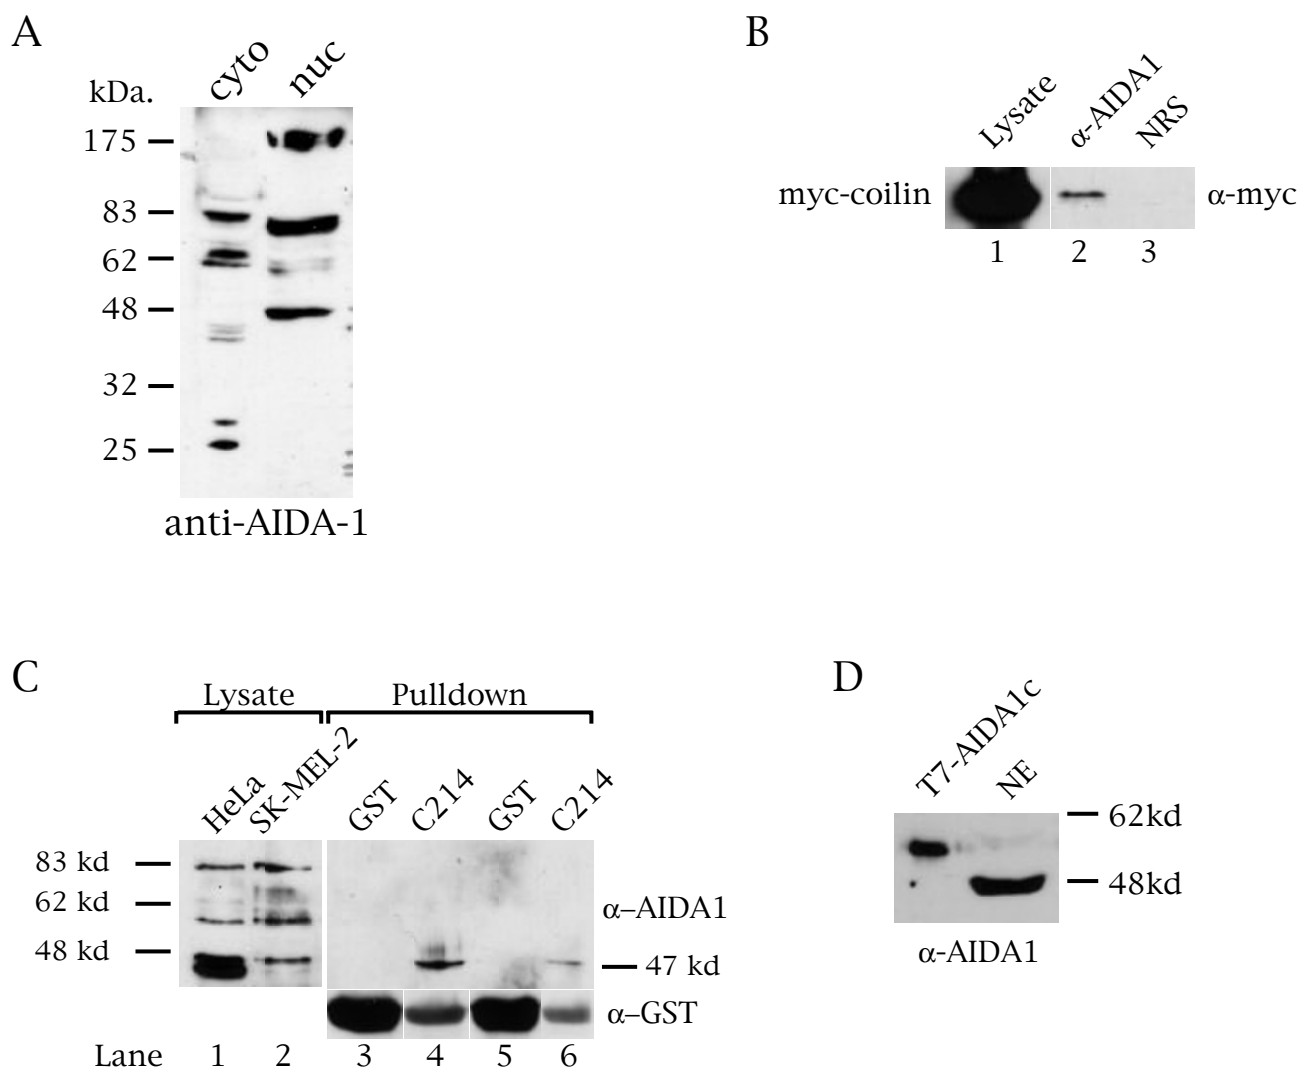 A
cyto nuc
kDa.
175
83
62
48
32
25
anti-AIDA-1
B
Lysate α-AIDA1 NRS
myc-coilin α-myc
1 2 3
C
Lysate Pulldown
HeLa SK-MEL-2 GST C214 GST C214
83 kd
62 kd
α–AIDA1
48 kd
47 kd
α–GST
Lane 1 2 3 4 5 6
D
T7-AIDA1c NE
62kd
48kd
α-AIDA1